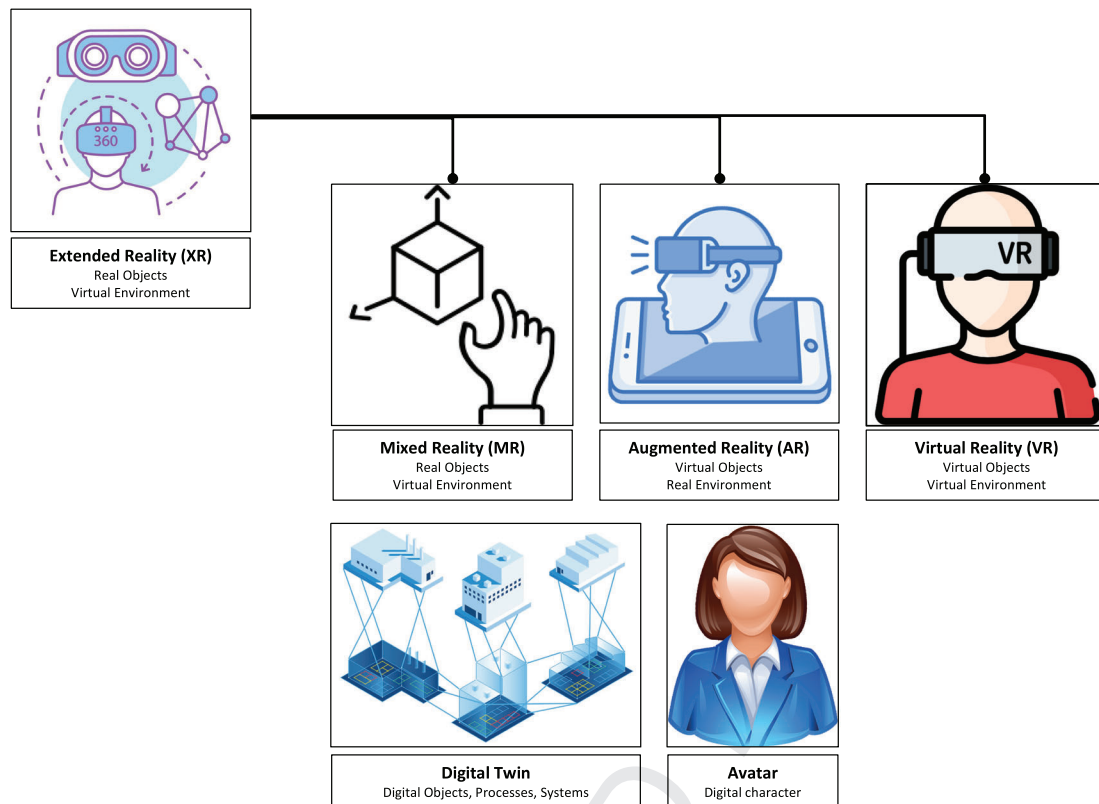 360
Extended Reality (XR)
Real Objects
Virtual Environment
Mixed Reality (MR)
Real Objects
Virtual Environment
Augmented Reality (AR)
Virtual Objects
Real Environment
VR
Virtual Reality (VR)
Virtual Objects
Virtual Environment
Digital Twin
Digital Objects, Processes, Systems
Avatar
Digital character